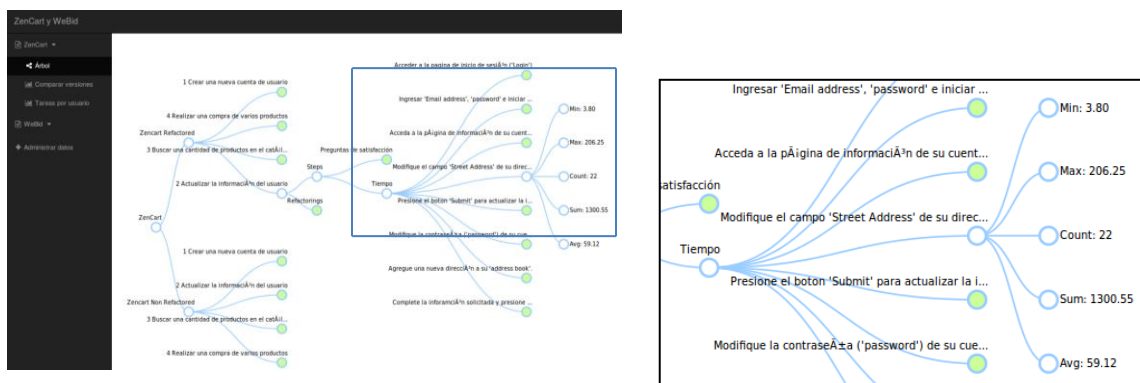 ZenCart y WeBid
ZenCart
Árbol
Comparar versiones
Tareas por usuario
WeBid
Administrar datos
Acceder a la pagina de inicio de sesiÃ³n ('Login')
1 Crear una nueva cuenta de usuario
Ingresar 'Email address', 'password' e iniciar ...
Min: 3.80
4 Realizar una compra de varios productos
Zencart Refactored
Acceda a la pÃ¡gina de informaciÃ³n de su cuent...
Max: 206.25
3 Buscar una cantidad de productos en el catÃ¡l...
Preguntas de satisfacción
Steps
Modifique el campo 'Street Address' de su direc...
Count: 22
2 Actualizar la informaciÃ³n del usuario
Tiempo
Refactorings
Presione el boton 'Submit' para actualizar la i...
Sum: 1300.55
ZenCart
Modifique la contraseÃ±a ('password') de su cue...
Avg: 59.12
1 Crear una nueva cuenta de usuario
Agregue una nueva direcciÃ³n a su 'address book'.
2 Actualizar la informaciÃ³n del usuario
Zencart Non Refactored
Complete la inforamciÃ³n solicitada y presione ...
3 Buscar una cantidad de productos en el catÃ¡l...
4 Realizar una compra de varios productos
Ingresar 'Email address', 'password' e iniciar ...
Min: 3.80
Acceda a la pÃ¡gina de informaciÃ³n de su cuent...
Max: 206.25
satisfacción
Modifique el campo 'Street Address' de su direc...
Count: 22
Tiempo
Presione el boton 'Submit' para actualizar la i...
Sum: 1300.55
Modifique la contraseÃ±a ('password') de su cue...
Avg: 59.12